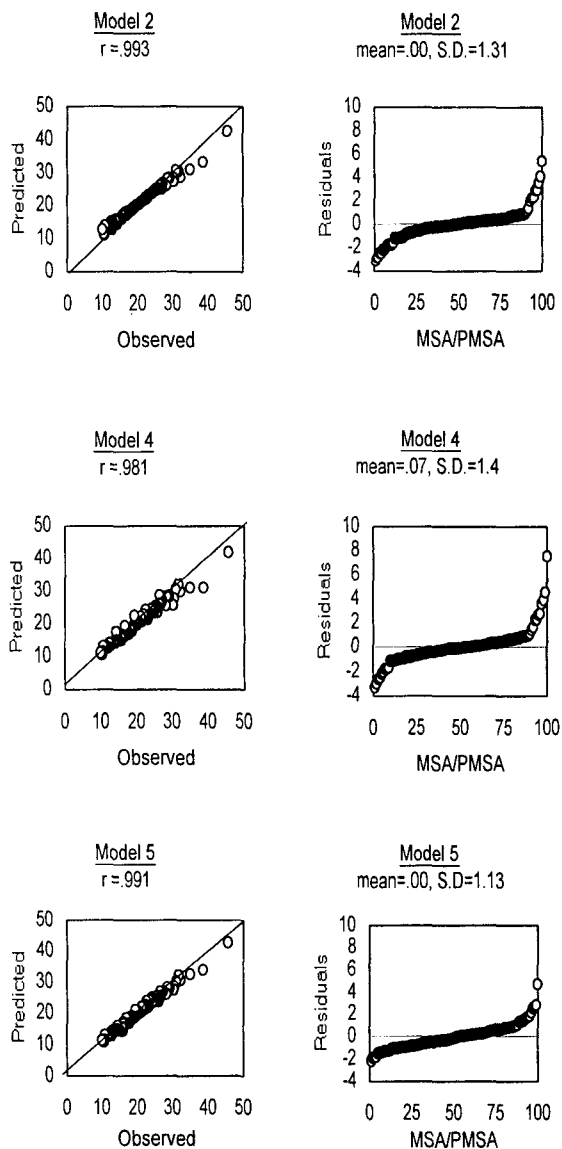 Model 2
r =.993
Model 2
mean=.00, S.D.=1.31
Predicted
50
40
30
20
10
0
0 10 20 30 40 50
Observed
Residuals
10
8
6
4
2
0
-2
-4
0 25 50 75 100
MSA/PMSA
Model 4
r =.981
Model 4
mean=.07, S.D.=1.4
Predicted
50
40
30
20
10
0
0 10 20 30 40 50
Observed
Residuals
10
8
6
4
2
0
-2
-4
0 25 50 75 100
MSA/PMSA
Model 5
r =.991
Model 5
mean=.00, S.D=1.13
Predicted
50
40
30
20
10
0
0 10 20 30 40 50
Observed
Residuals
10
8
6
4
2
0
-2
-4
0 25 50 75 100
MSA/PMSA